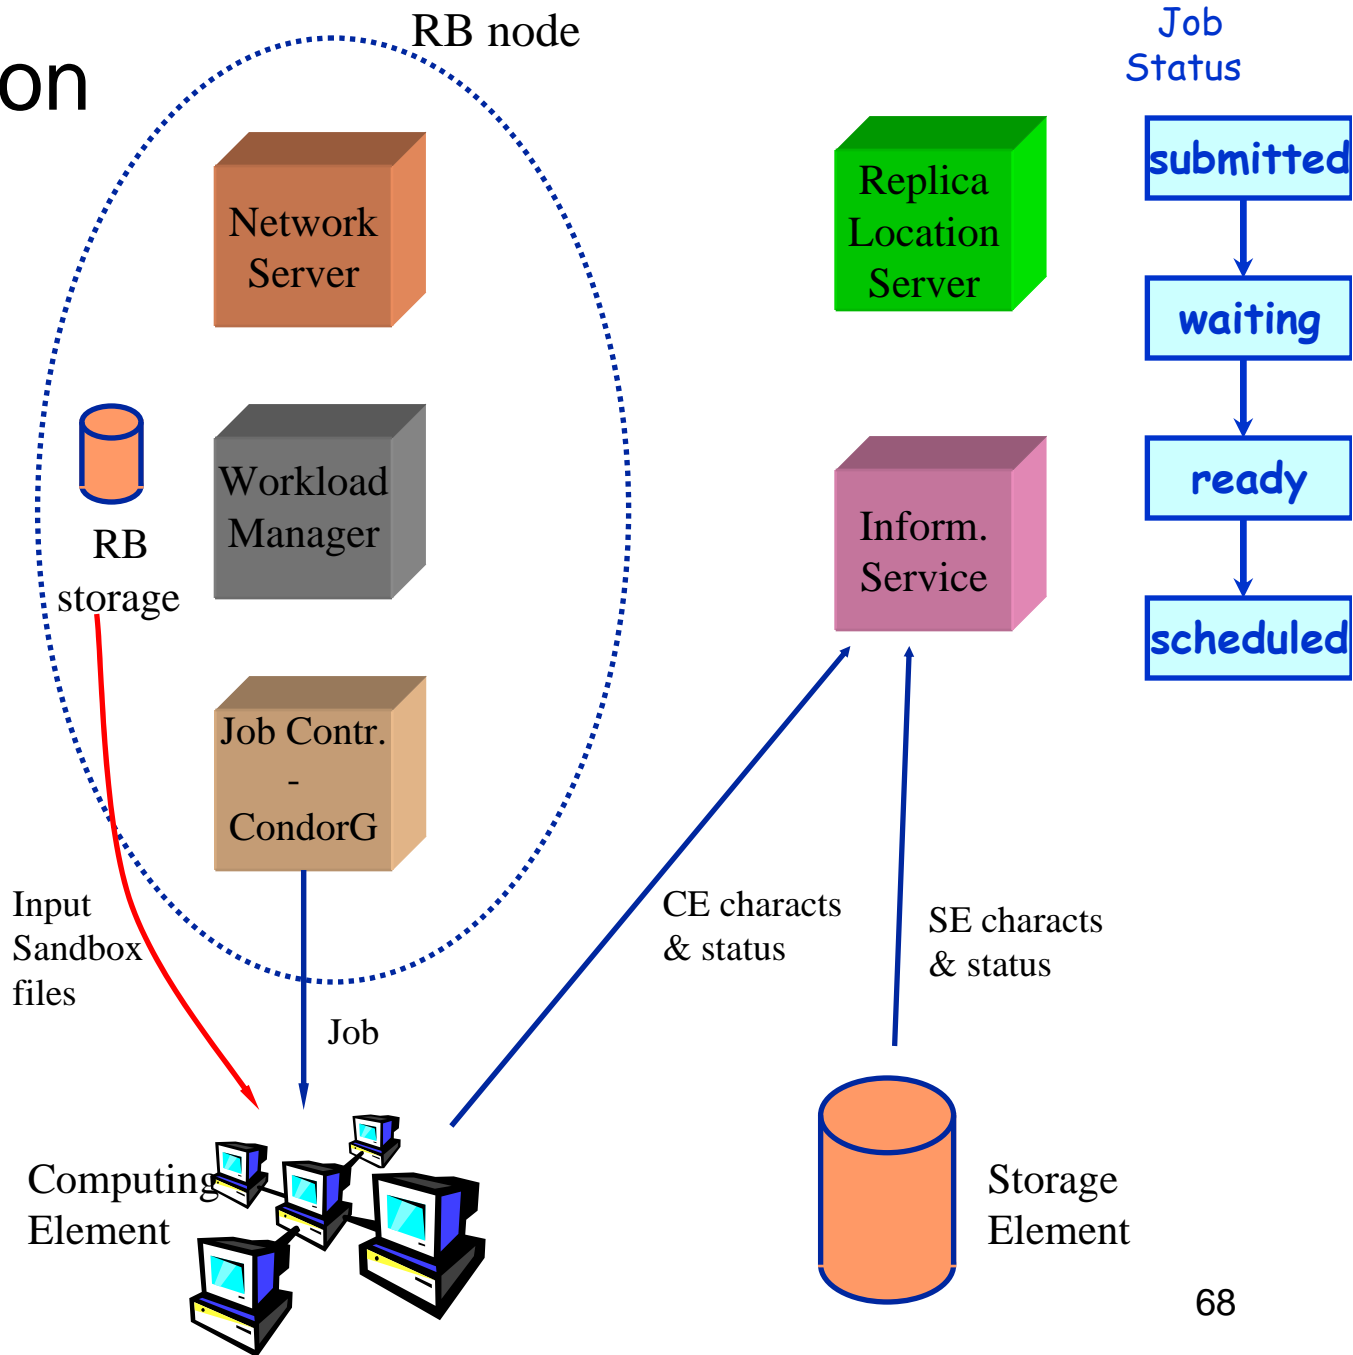 on
RB node
Job
Status
Network
Server
Replica
Location
Server
submitted
waiting
Workload
Manager
RB
storage
Inform.
Service
ready
scheduled
Job Contr.
-
CondorG
Input
Sandbox
files
Job
CE characts
& status
SE characts
& status
Computing
Element
Storage
Element
68